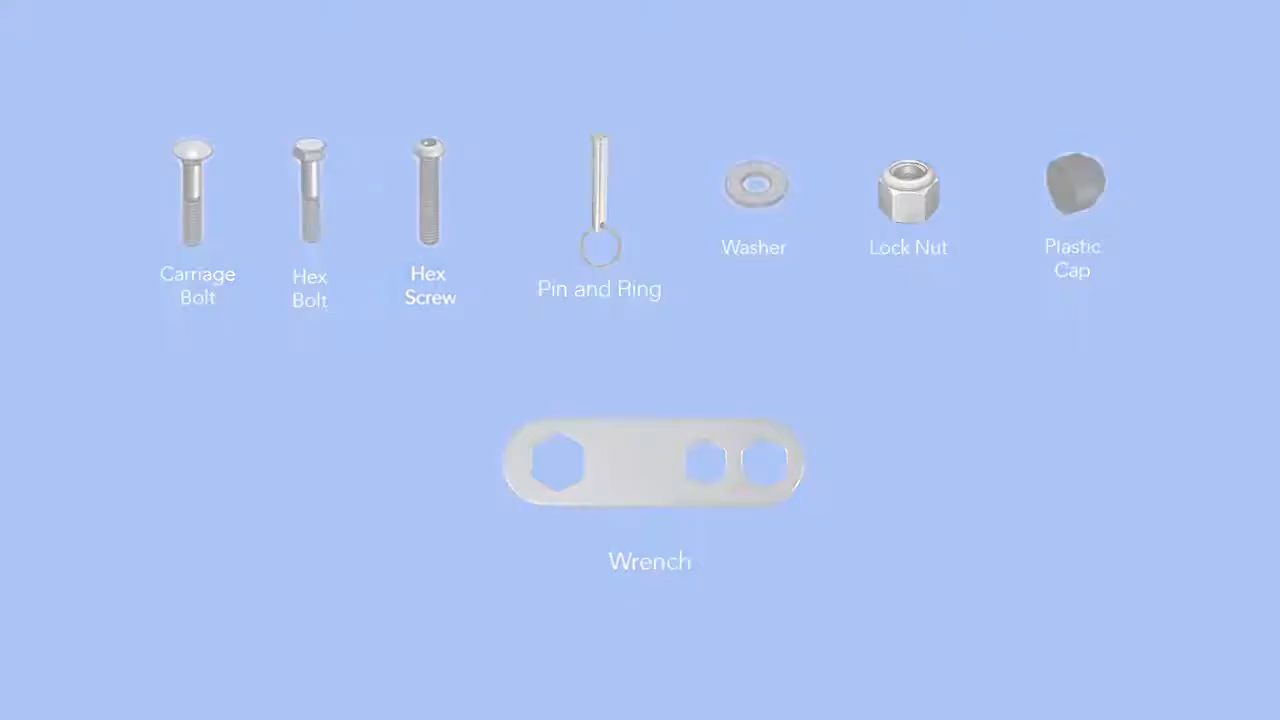 Carriage
Bolt
Hex
Bolt
Hex
Screw
Pin and Ring
Washer
Lock Nut
Plastic
Cap
Wrench